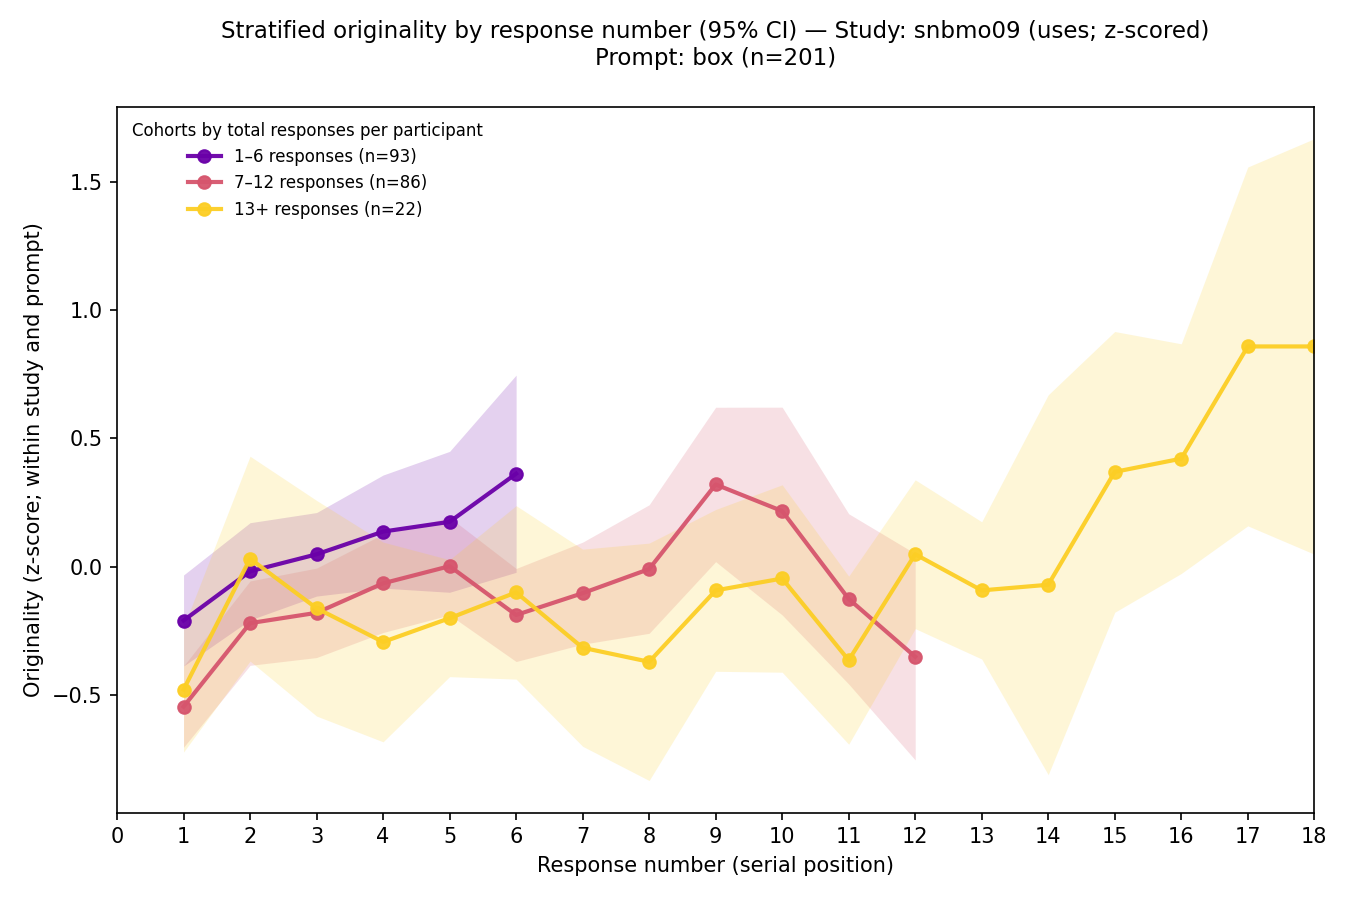 Stratified originality by response number (95% CI) — Study: snbmo09 (uses; z-scored)
Prompt: box (n=201)
Cohorts by total responses per participant
1–6 responses (n=93)
7–12 responses (n=86)
13+ responses (n=22)
Originality (z-score; within study and prompt)
1.5
1.0
0.5
0.0
−0.5
0 1 2 3 4 5 6 7 8 9 10 11 12 13 14 15 16 17 18
Response number (serial position)